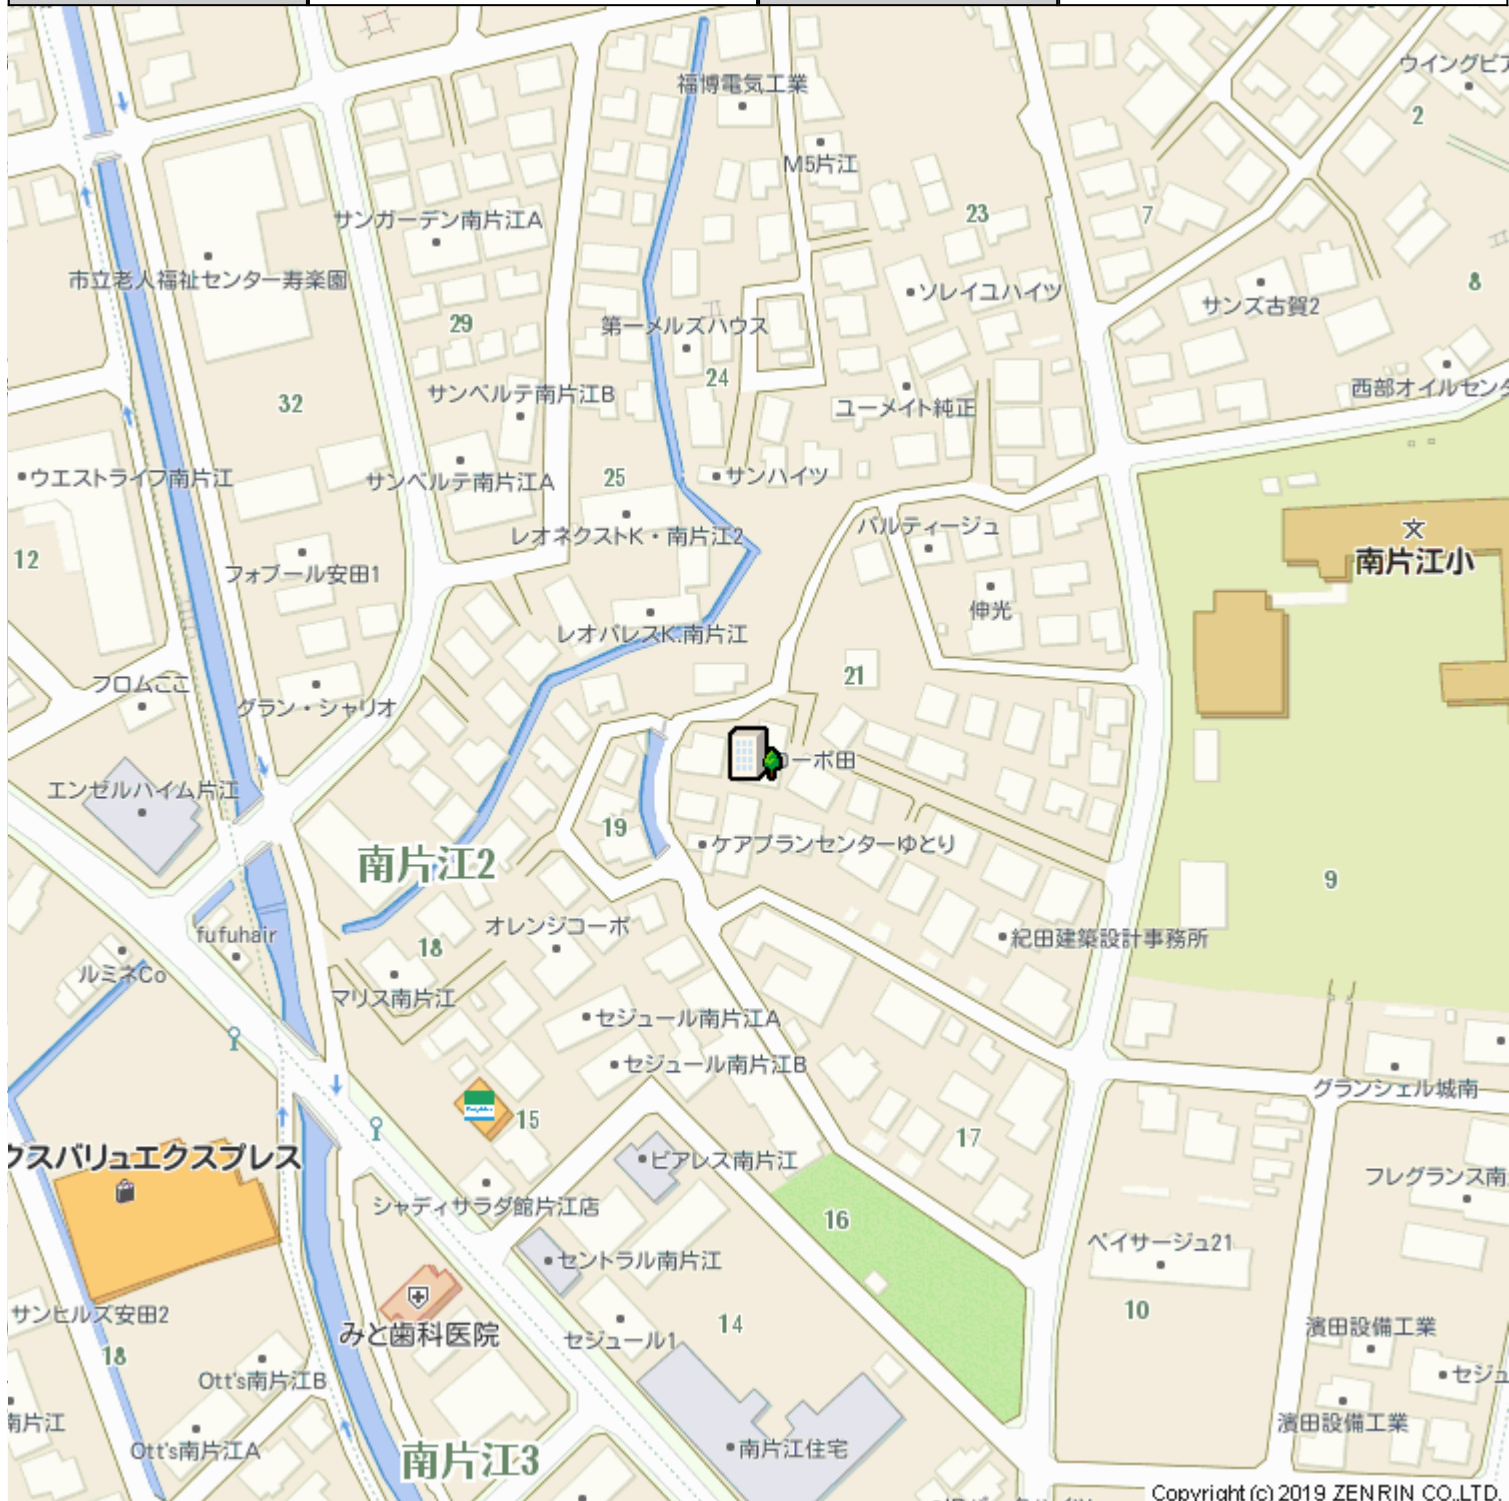 福博電気工業
2
M5片江
サンガーデン南片江A
23
7
市立老人福祉センター寿楽園
ソレイユハイツ
サンズ古賀2
8
29
第一メルズハウス
24
サンベルテ南片江B
32
ユーメイト純正
西部オイルセンタ
ウエストライフ南片江
サンベルテ南片江A
25
サンハイツ
レオネクストK・南片江2
パルティージュ
文
南片江小
12
フォブール安田1
伸光
レオパレスK.南片江
21
フロムここ
グラン・シャリオ
コーポ田
エンゼルハイム片江
19
ケアプランセンターゆとり
南片江2
9
fufuhair
18
オレンジコーポ
紀田建築設計事務所
ルミネCo
マリス南片江
セジュール南片江A
セジュール南片江B
グランシェル城南
15
17
クスバリュエクスプレス
ピアレス南片江
フレグランス南
シャディサラダ館片江店
16
ペイサージュ21
セントラル南片江
サンヒルズ安田2
みと歯科医院
セジュール1
14
10
濱田設備工業
18
Ott's南片江B
セジュ
南片江
Ott's南片江A
濱田設備工業
南片江3
南片江住宅
Copyright (c) 2019 ZENRIN CO.,LTD.